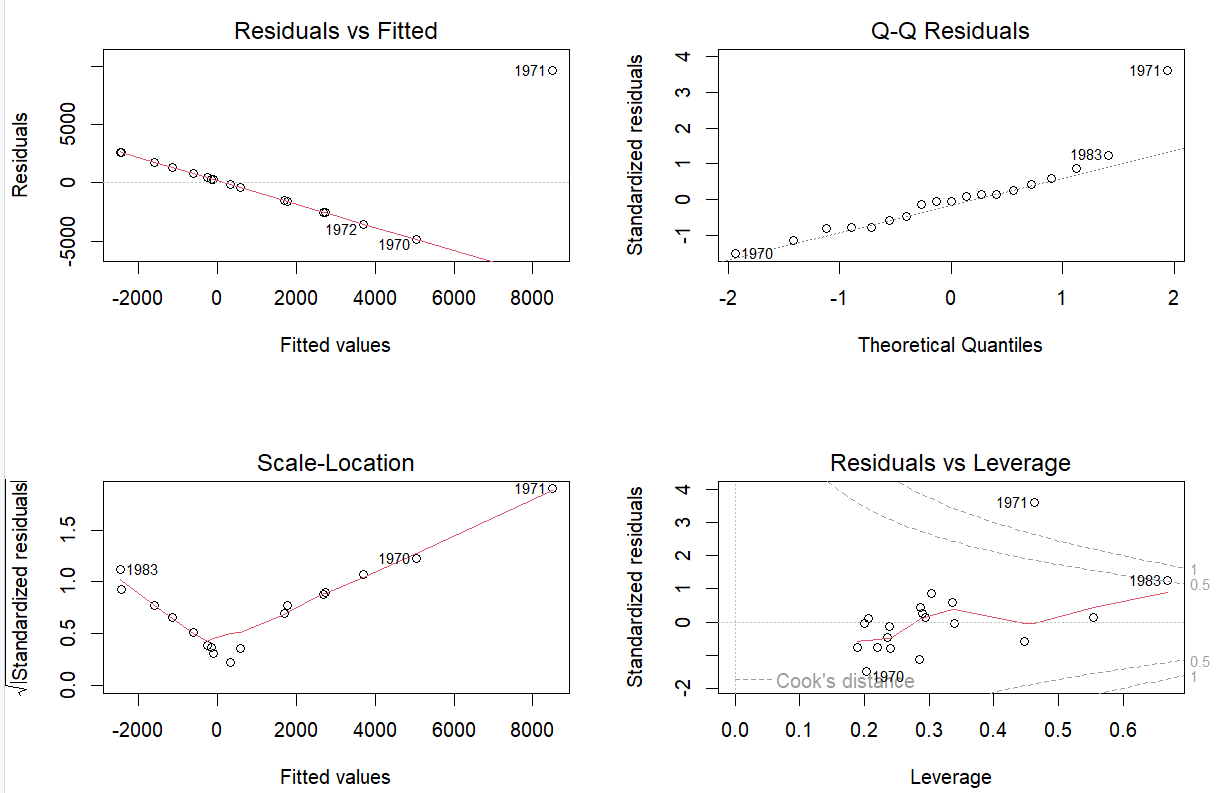 Residuals vs Fitted
Residuals
5000
0
-5000
1971
1972
1970
-2000 0 2000 4000 6000 8000
Fitted values
Q-Q Residuals
Standardized residuals
4
3
2
1
0
-1
1971
1983
1970
-2 -1 0 1 2
Theoretical Quantiles
Scale-Location
√|Standardized residuals|
1.5
1.0
0.5
0.0
1971
1970
1983
-2000 0 2000 4000 6000 8000
Fitted values
Residuals vs Leverage
Standardized residuals
4
3
2
1
0
-2
1971
1983
1970
Cook's distance
1
0.5
0.5
1
0.0 0.1 0.2 0.3 0.4 0.5 0.6
Leverage